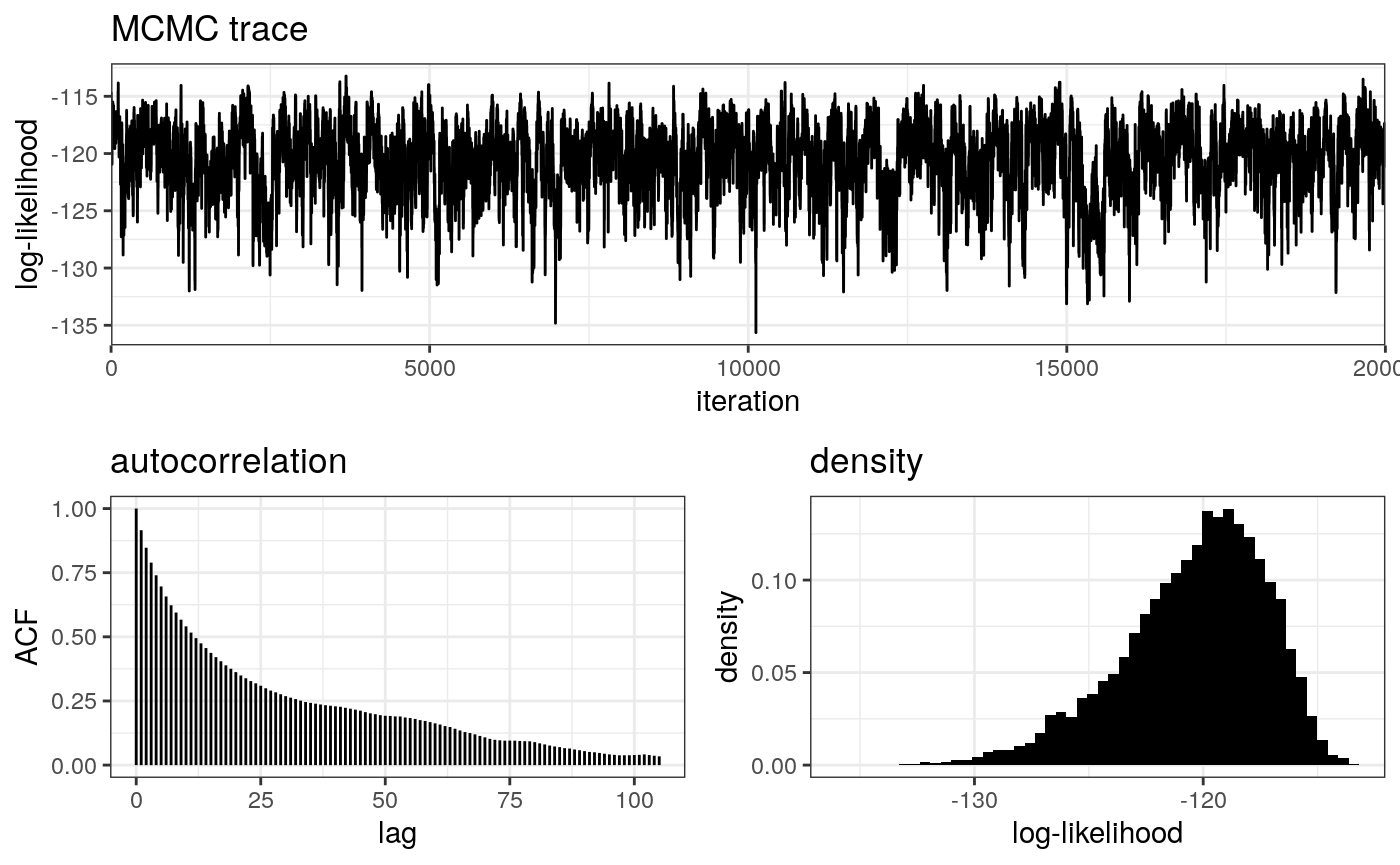 MCMC trace
log-likelihood
-115
-120
-125
-130
-135
0 5000 10000 15000 2000
iteration
autocorrelation
ACF
1.00
0.75
0.50
0.25
0.00
0 25 50 75 100
lag
density
density
0.10
0.05
0.00
-130 -120
log-likelihood